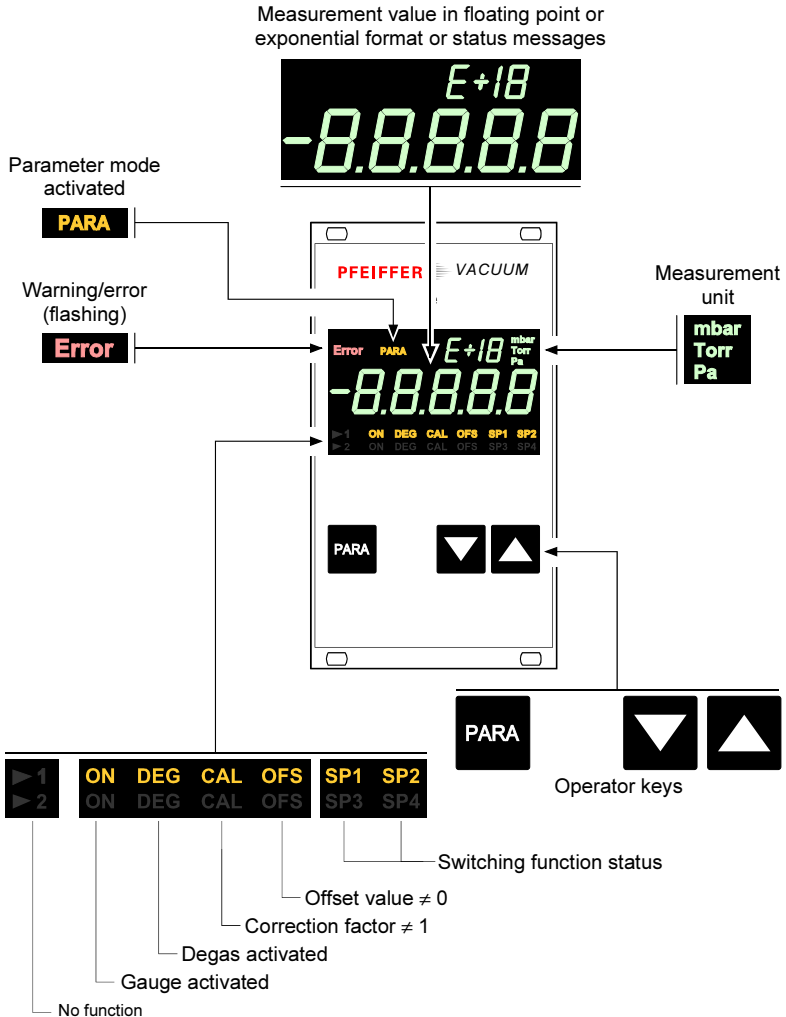 Measurement value in floating point or
exponential format or status messages
E+18
-8.8.8.8.8
Parameter mode
activated
PARA
PFEIFFER VACUUM
Warning/error
(flashing)
Error
Measurement
unit
mbar
Torr
Pa
Error PARA E+18 mbar
Torr
Pa
-8.8.8.8.8
1 ON DEG CAL OFS SP1 SP2
2 ON DEG CAL OFS SP3 SP4
PARA
PARA
Operator keys
1 ON DEG CAL OFS SP1 SP2
2 ON DEG CAL OFS SP3 SP4
Switching function status
Offset value ≠ 0
Correction factor ≠ 1
Degas activated
Gauge activated
No function